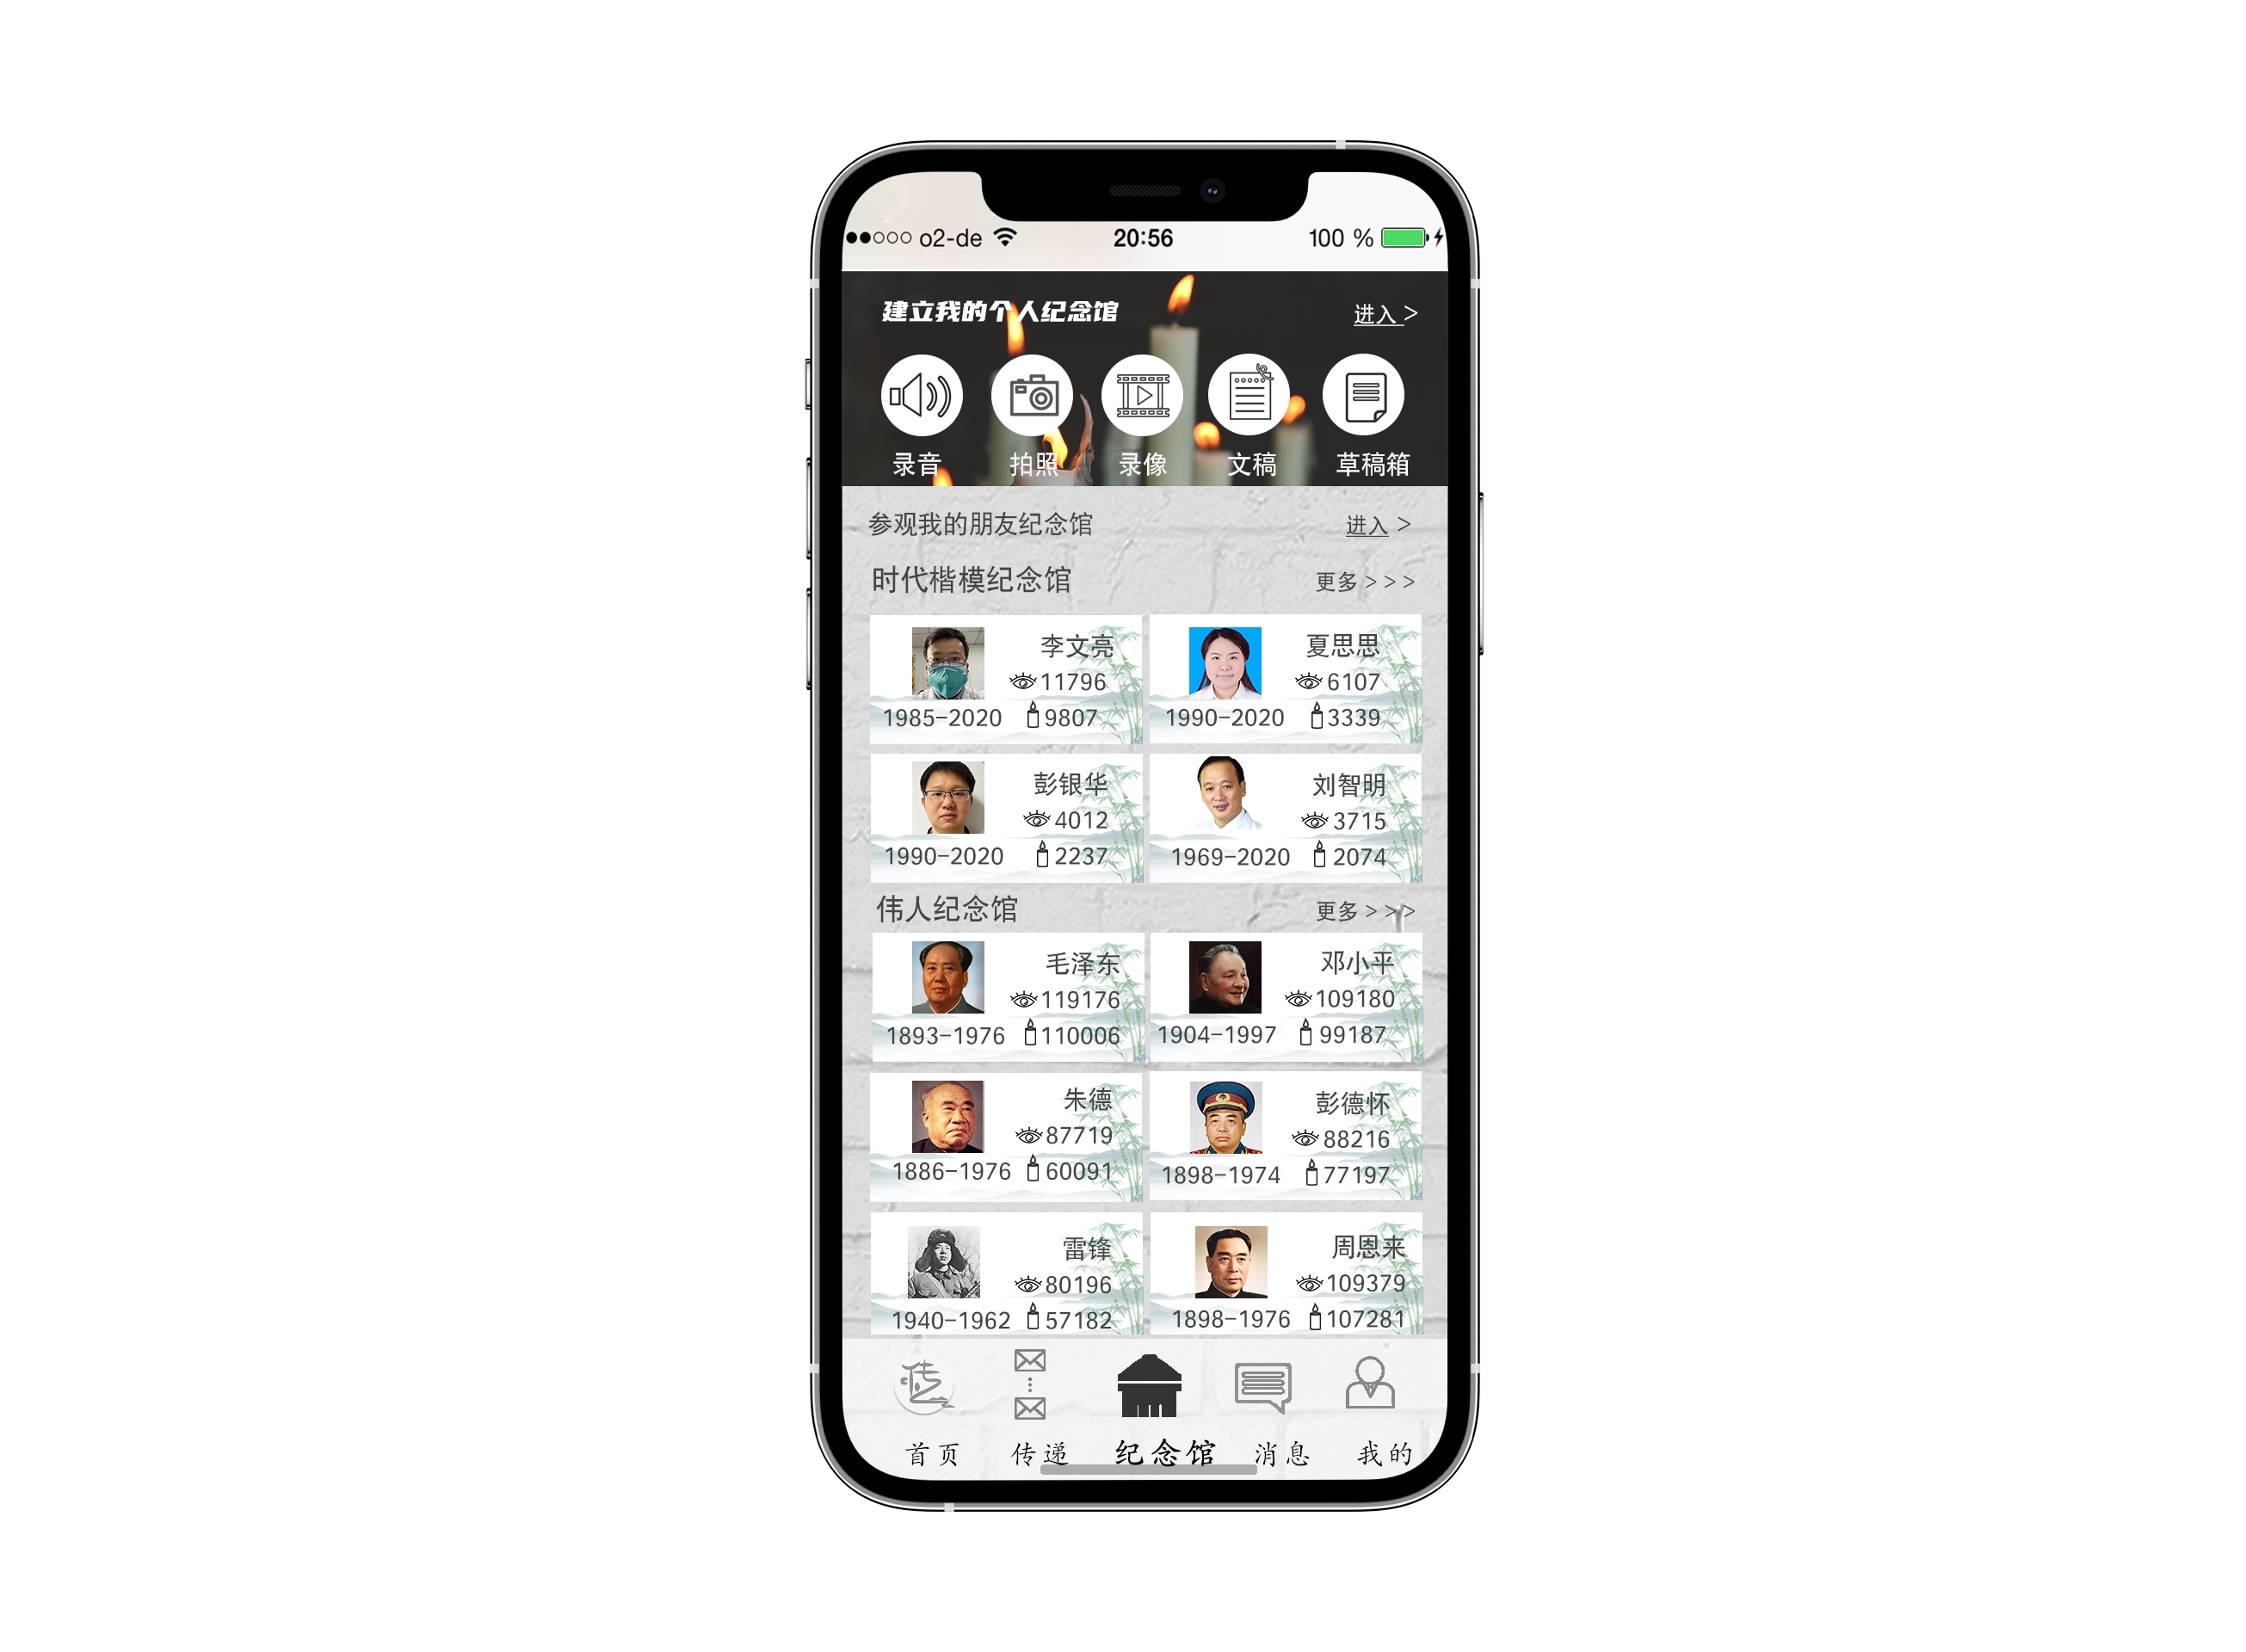 o2-de 20:56 100 %
建立我的个人纪念馆 进入 >
录音 拍照 录像 文稿 草稿箱
参观我的朋友纪念馆 进入 >
时代楷模纪念馆 更多 > > >
李文亮 夏思思
11796 6107
1985-2020 9807 1990-2020 3339
彭银华 刘智明
4012 3715
1990-2020 2237 1969-2020 2074
伟人纪念馆 更多 > > >
毛泽东 邓小平
119176 109180
1893-1976 110006 1904-1997 99187
朱德 彭德怀
87719 88216
1886-1976 60091 1898-1974 77197
雷锋 周恩来
80196 109379
1940-1962 57182 1898-1976 107281
传
首页 传递 纪念馆 消息 我的